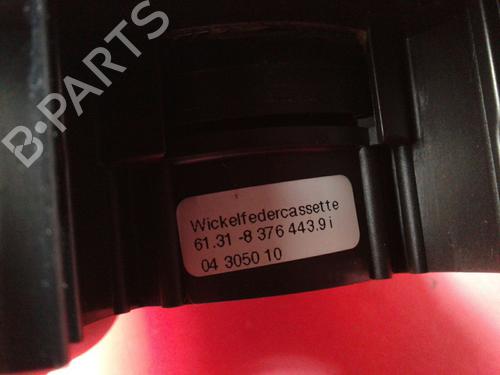 B-PARTS
Wickelfedercassette
61.31 -8 376 443.9 i
04 3050 10